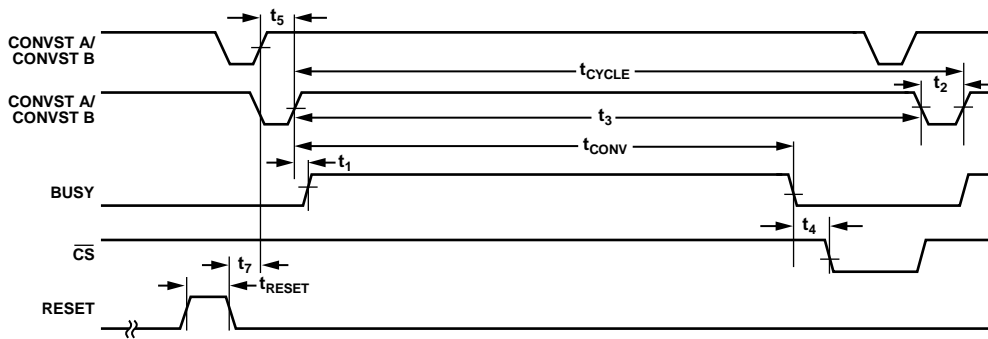 t5
CONVST A/
CONVST B
tCYCLE
t2
CONVST A/
CONVST B
t3
tCONV
t1
BUSY
t4
CS
t7
tRESET
RESET